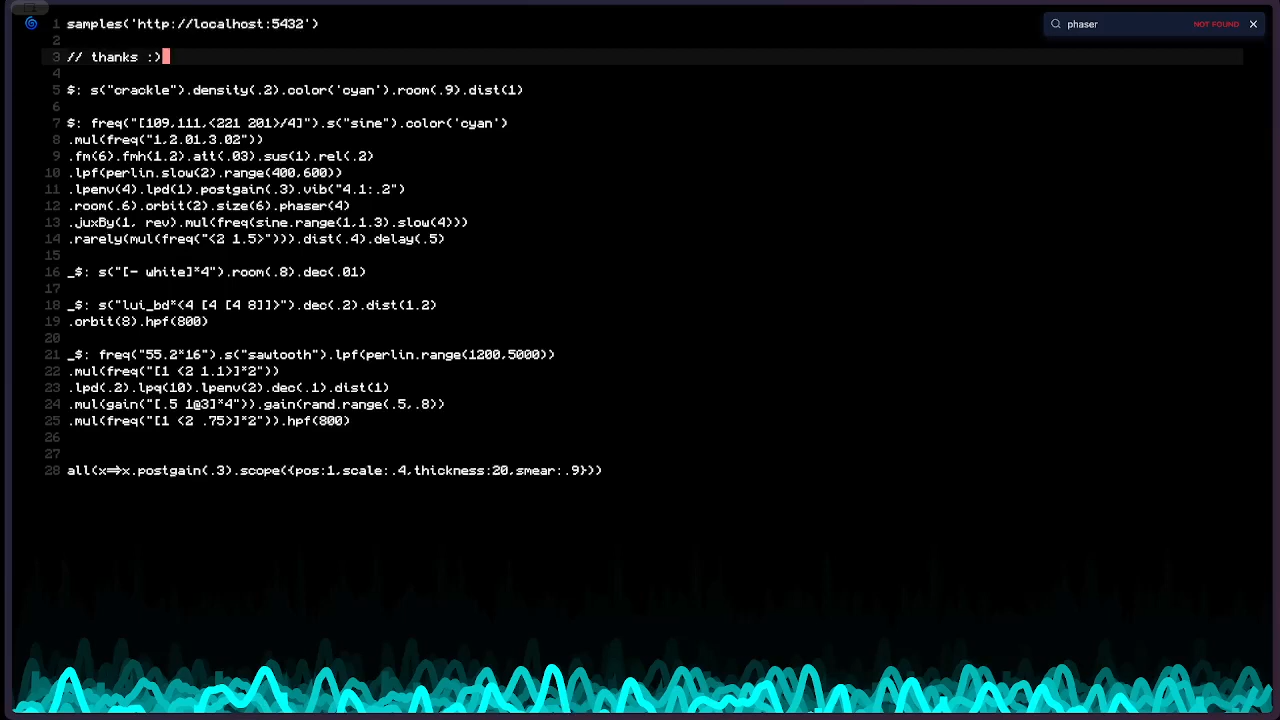 1 samples('http://localhost:5432')
phaser NOT FOUND
2
3 // thanks :)
4
5 $: s("crackle").density(.2).color('cyan').room(.9).dist(1)
6
7 $: freq("[109,111,<221 201>/4]").s("sine").color('cyan')
8 .mul(freq("1,2.01,3.02"))
9 .fm(6).fmh(1.2).att(.03).sus(1).rel(.2)
10 .lpf(perlin.slow(2).range(400,600))
11 .lpenv(4).lpd(1).postgain(.3).vib("4.1:.2")
12 .room(.6).orbit(2).size(6).phaser(4)
13 .juxBy(1, rev).mul(freq(sine.range(1,1.3).slow(4)))
14 .rarely(mul(freq("<2 1.5>"))).dist(.4).delay(.5)
15
16 _$: s("[- white]*4").room(.8).dec(.01)
17
18 _$: s("lui_bd*<4 [4 [4 8]]>").dec(.2).dist(1.2)
19 .orbit(8).hpf(800)
20
21 _$: freq("55.2*16").s("sawtooth").lpf(perlin.range(1200,5000))
22 .mul(freq("[1 <2 1.1>]*2"))
23 .lpd(.2).lpq(10).lpenv(2).dec(.1).dist(1)
24 .mul(gain("[.5 1@3]*4")).gain(rand.range(.5,.8))
25 .mul(freq("[1 <2 .75>]*2")).hpf(800)
26
27
28 all(x=>x.postgain(.3).scope({pos:1,scale:.4,thickness:20,smear:.9}))